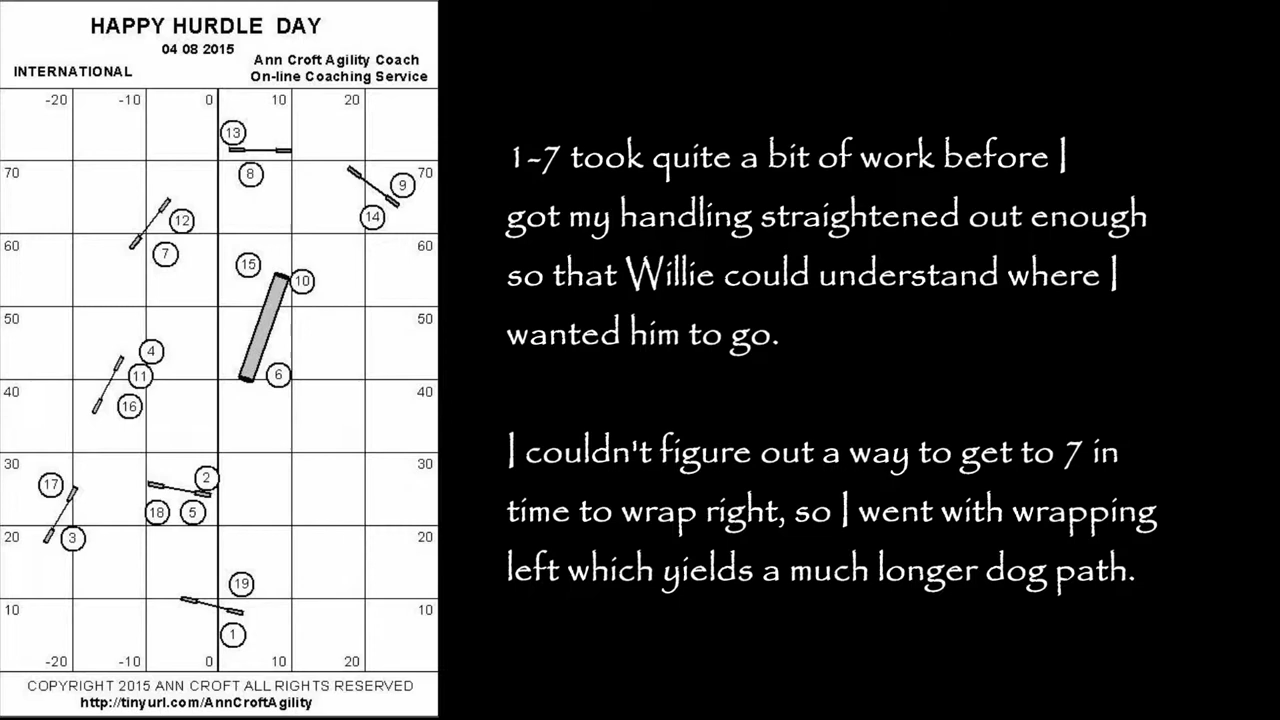 HAPPY HURDLE DAY
04 08 2015
INTERNATIONAL
Ann Croft Agility Coach
On-line Coaching Service
-20 -10 0 10 20
13
8
70
9
70
14
12
7
60
60
15
10
50
50
4
11
6
16
40
40
30
30
17
2
18
5
3
20
20
19
10
10
1
-20 -10 0 10 20
COPYRIGHT 2015 ANN CROFT ALL RIGHTS RESERVED
http://tinyurl.com/AnnCroftAgility
1-7 took quite a bit of work before I
got my handling straightened out enough
so that Willie could understand where I
wanted him to go.
I couldn't figure out a way to get to 7 in
time to wrap right, so I went with wrapping
left which yields a much longer dog path.